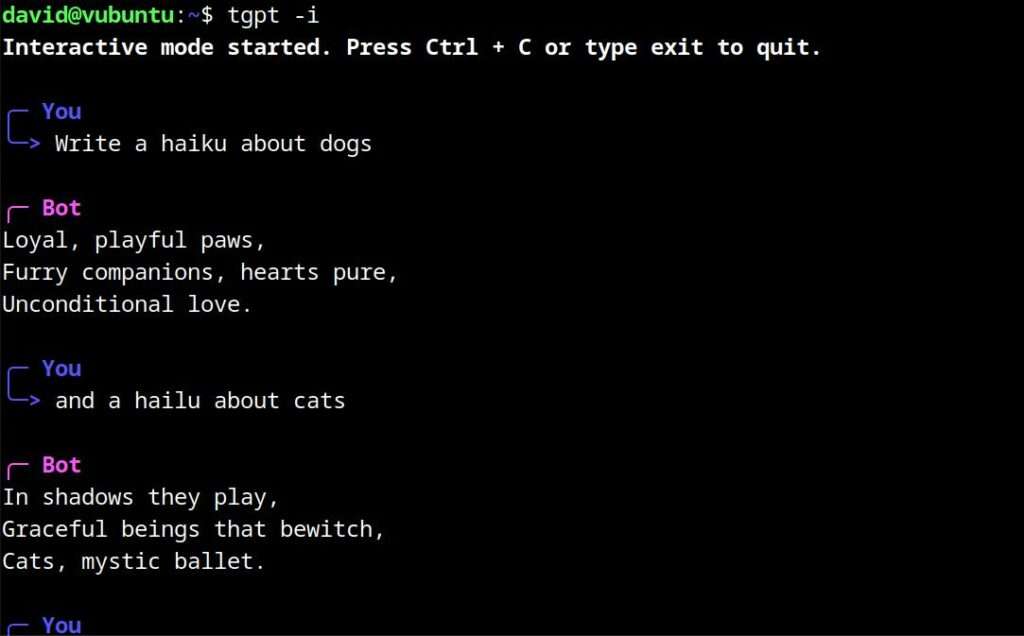 david@vubuntu:~$ tgpt -i
Interactive mode started. Press Ctrl + C or type exit to quit.
╭─ You
╰─> Write a haiku about dogs
╭─ Bot
Loyal, playful paws,
Furry companions, hearts pure,
Unconditional love.
╭─ You
╰─> and a hailu about cats
╭─ Bot
In shadows they play,
Graceful beings that bewitch,
Cats, mystic ballet.
╭─ You